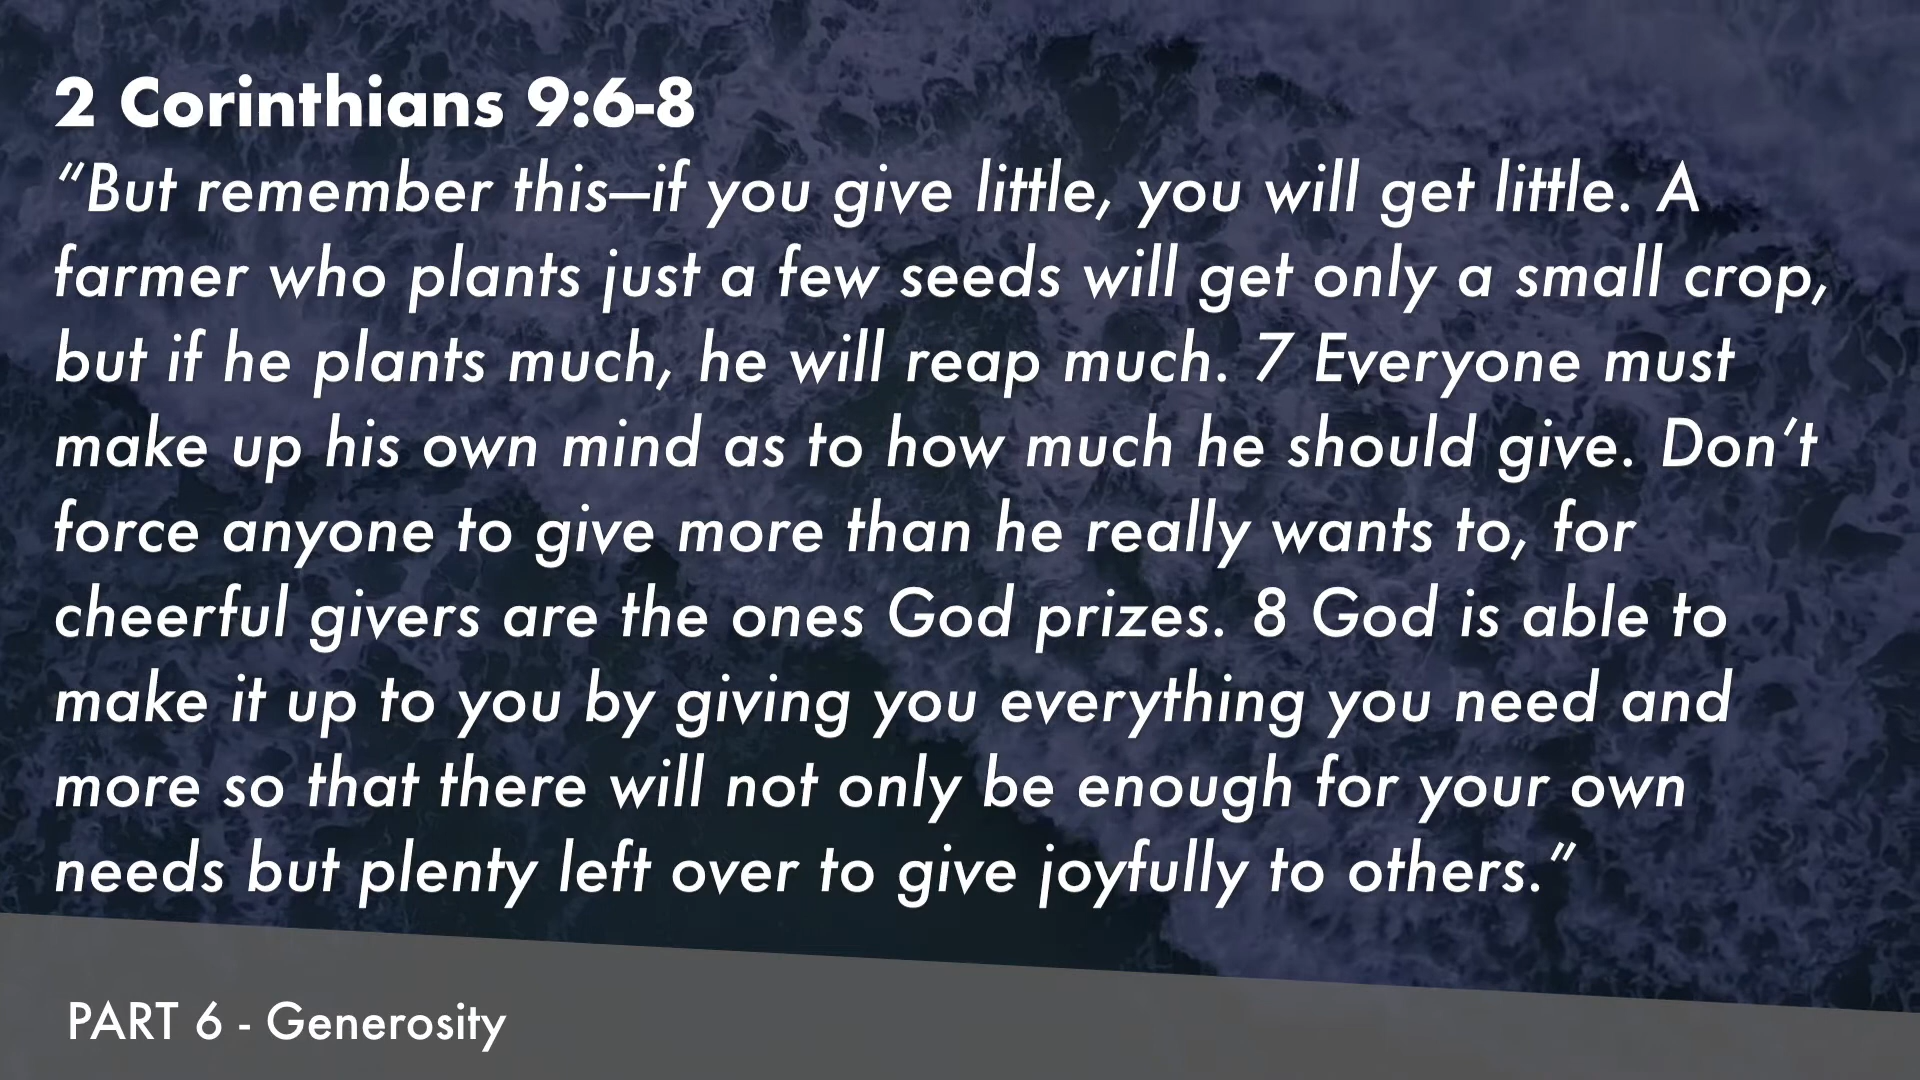 2 Corinthians 9:6-8
“But remember this—if you give little, you will get little. A
farmer who plants just a few seeds will get only a small crop,
but if he plants much, he will reap much. 7 Everyone must
make up his own mind as to how much he should give. Don’t
force anyone to give more than he really wants to, for
cheerful givers are the ones God prizes. 8 God is able to
make it up to you by giving you everything you need and
more so that there will not only be enough for your own
needs but plenty left over to give joyfully to others.”
PART 6 - Generosity